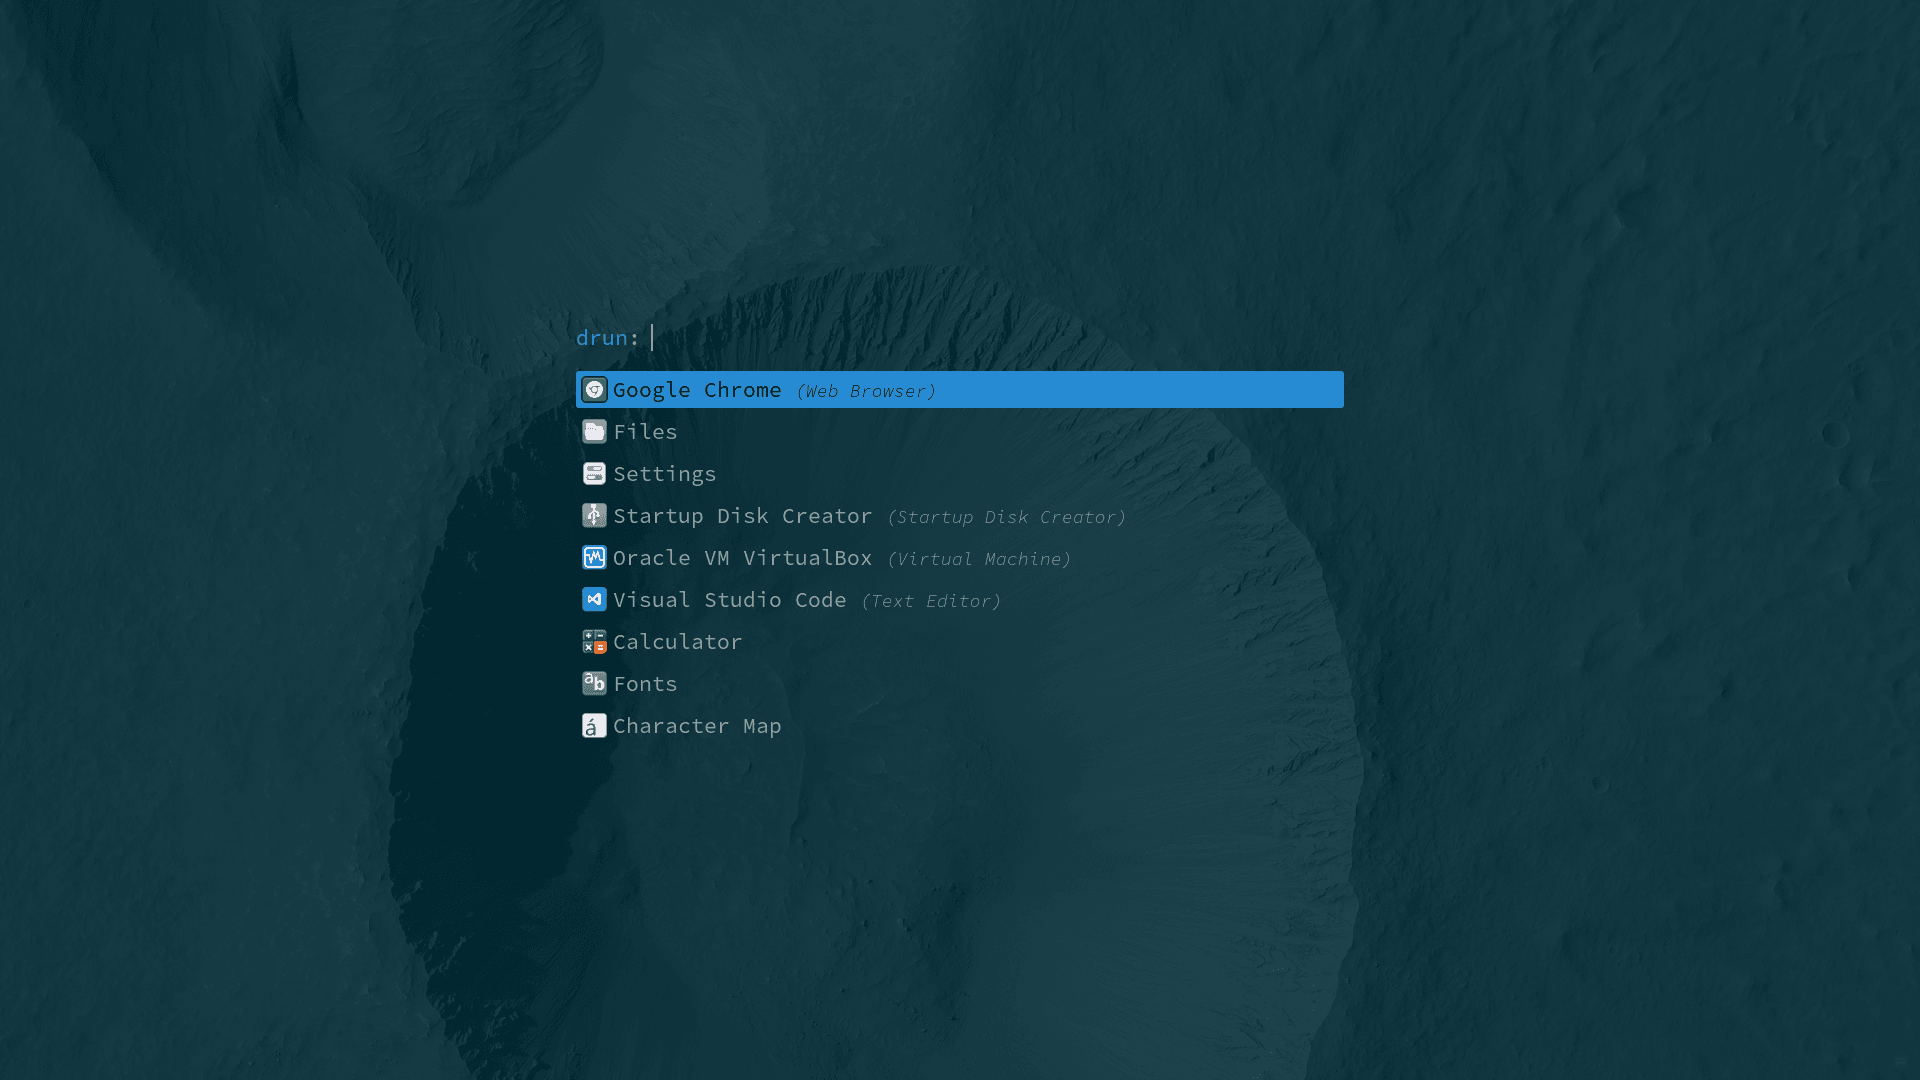 drun:
Google Chrome (Web Browser)
Files
Settings
Startup Disk Creator (Startup Disk Creator)
Oracle VM VirtualBox (Virtual Machine)
Visual Studio Code (Text Editor)
Calculator
Fonts
Character Map